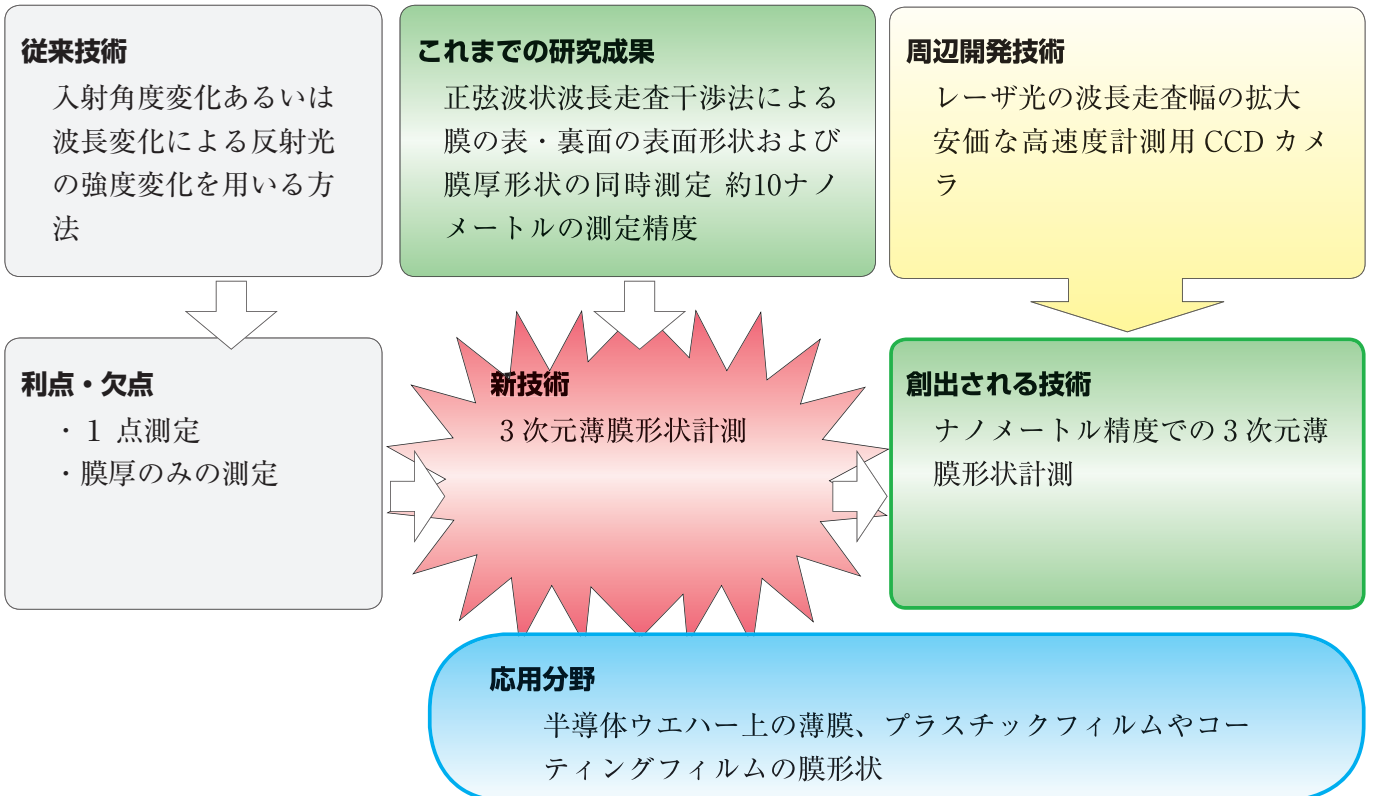 従来技術
入射角度変化あるいは
波長変化による反射光
の強度変化を用いる方
法
これまでの研究成果
正弦波状波長走査干渉法による
膜の表・裏面の表面形状および
膜厚形状の同時測定 約10ナノ
メートルの測定精度
周辺開発技術
レーザ光の波長走査幅の拡大
安価な高速度計測用 CCD カメ
ラ
利点・欠点
・１ 点測定
・膜厚のみの測定
新技術
３次元薄膜形状計測
創出される技術
ナノメートル精度での３次元薄
膜形状計測
応用分野
半導体ウエハー上の薄膜、プラスチックフィルムやコー
ティングフィルムの膜形状